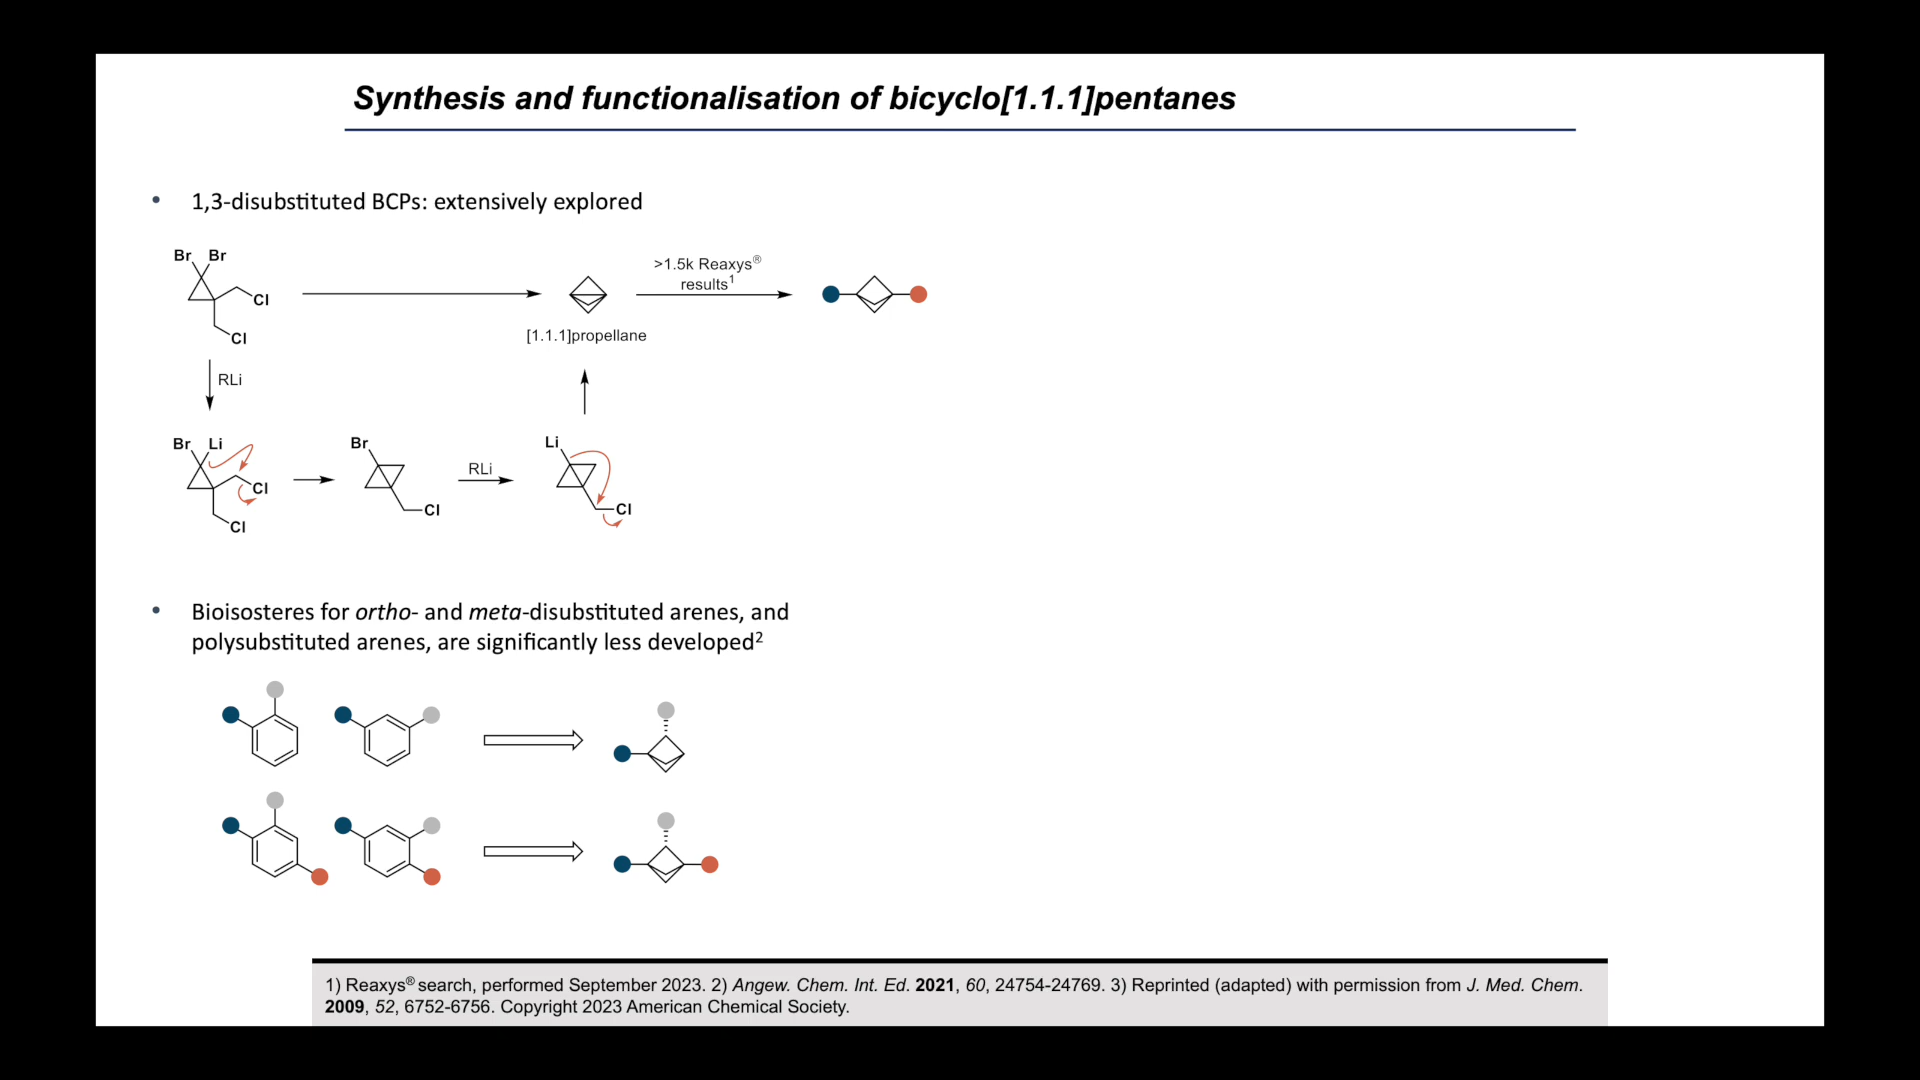 Synthesis and functionalisation of bicyclo[1.1.1]pentanes
• 1,3-disubstituted BCPs: extensively explored
Br Br
Cl
Cl
>1.5k Reaxys®
results¹
[1.1.1]propellane
RLi
Br Li
Cl
Cl
Br
Cl
RLi
Li
Cl
• Bioisosteres for ortho- and meta-disubstituted arenes, and
polysubstituted arenes, are significantly less developed²
1) Reaxys® search, performed September 2023. 2) Angew. Chem. Int. Ed. 2021, 60, 24754-24769. 3) Reprinted (adapted) with permission from J. Med. Chem.
2009, 52, 6752-6756. Copyright 2023 American Chemical Society.